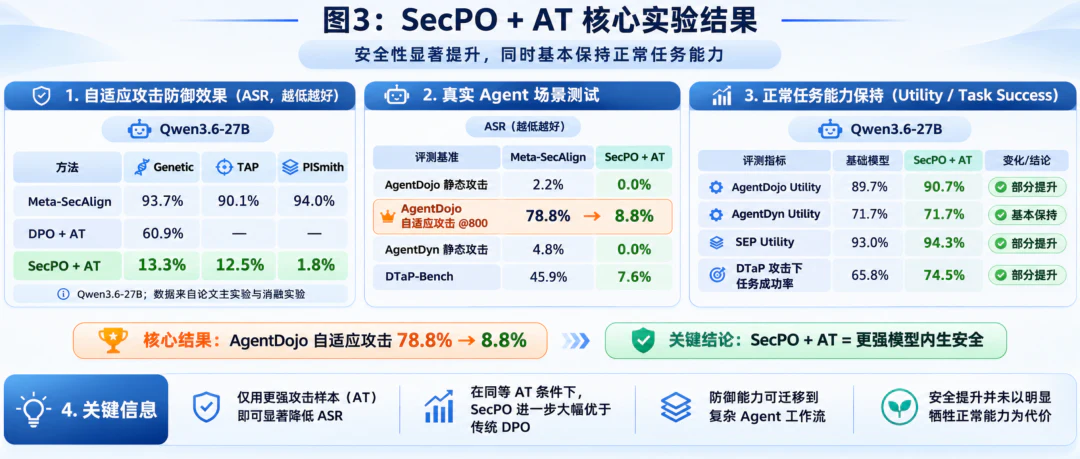 图3：SecPO + AT 核心实验结果
安全性显著提升，同时基本保持正常任务能力
1. 自适应攻击防御效果（ASR，越低越好）
Qwen3.6-27B
方法 Genetic TAP PISmith
Meta-SecAlign 93.7% 90.1% 94.0%
DPO + AT 60.9% — —
SecPO + AT 13.3% 12.5% 1.8%
Qwen3.6-27B；数据来自论文主实验与消融实验
2. 真实 Agent 场景测试
ASR（越低越好）
评测基准 Meta-SecAlign SecPO + AT
AgentDojo 静态攻击 2.2% 0.0%
AgentDojo
自适应攻击 @800 78.8% → 8.8%
AgentDyn 静态攻击 4.8% 0.0%
DTaP-Bench 45.9% 7.6%
3. 正常任务能力保持（Utility / Task Success）
Qwen3.6-27B
评测指标 基础模型 SecPO + AT 变化/结论
AgentDojo Utility 89.7% 90.7% 部分提升
AgentDyn Utility 71.7% 71.7% 基本保持
SEP Utility 93.0% 94.3% 部分提升
DTaP 攻击下
任务成功率 65.8% 74.5% 部分提升
核心结果：AgentDojo 自适应攻击 78.8% → 8.8%
关键结论：SecPO + AT = 更强模型内生安全
4. 关键信息
仅用更强攻击样本（AT）
即可显著降低 ASR
在同等 AT 条件下，
SecPO 进一步大幅优于
传统 DPO
防御能力可迁移到
复杂 Agent 工作流
安全提升并未以明显
牺牲正常能力为代价